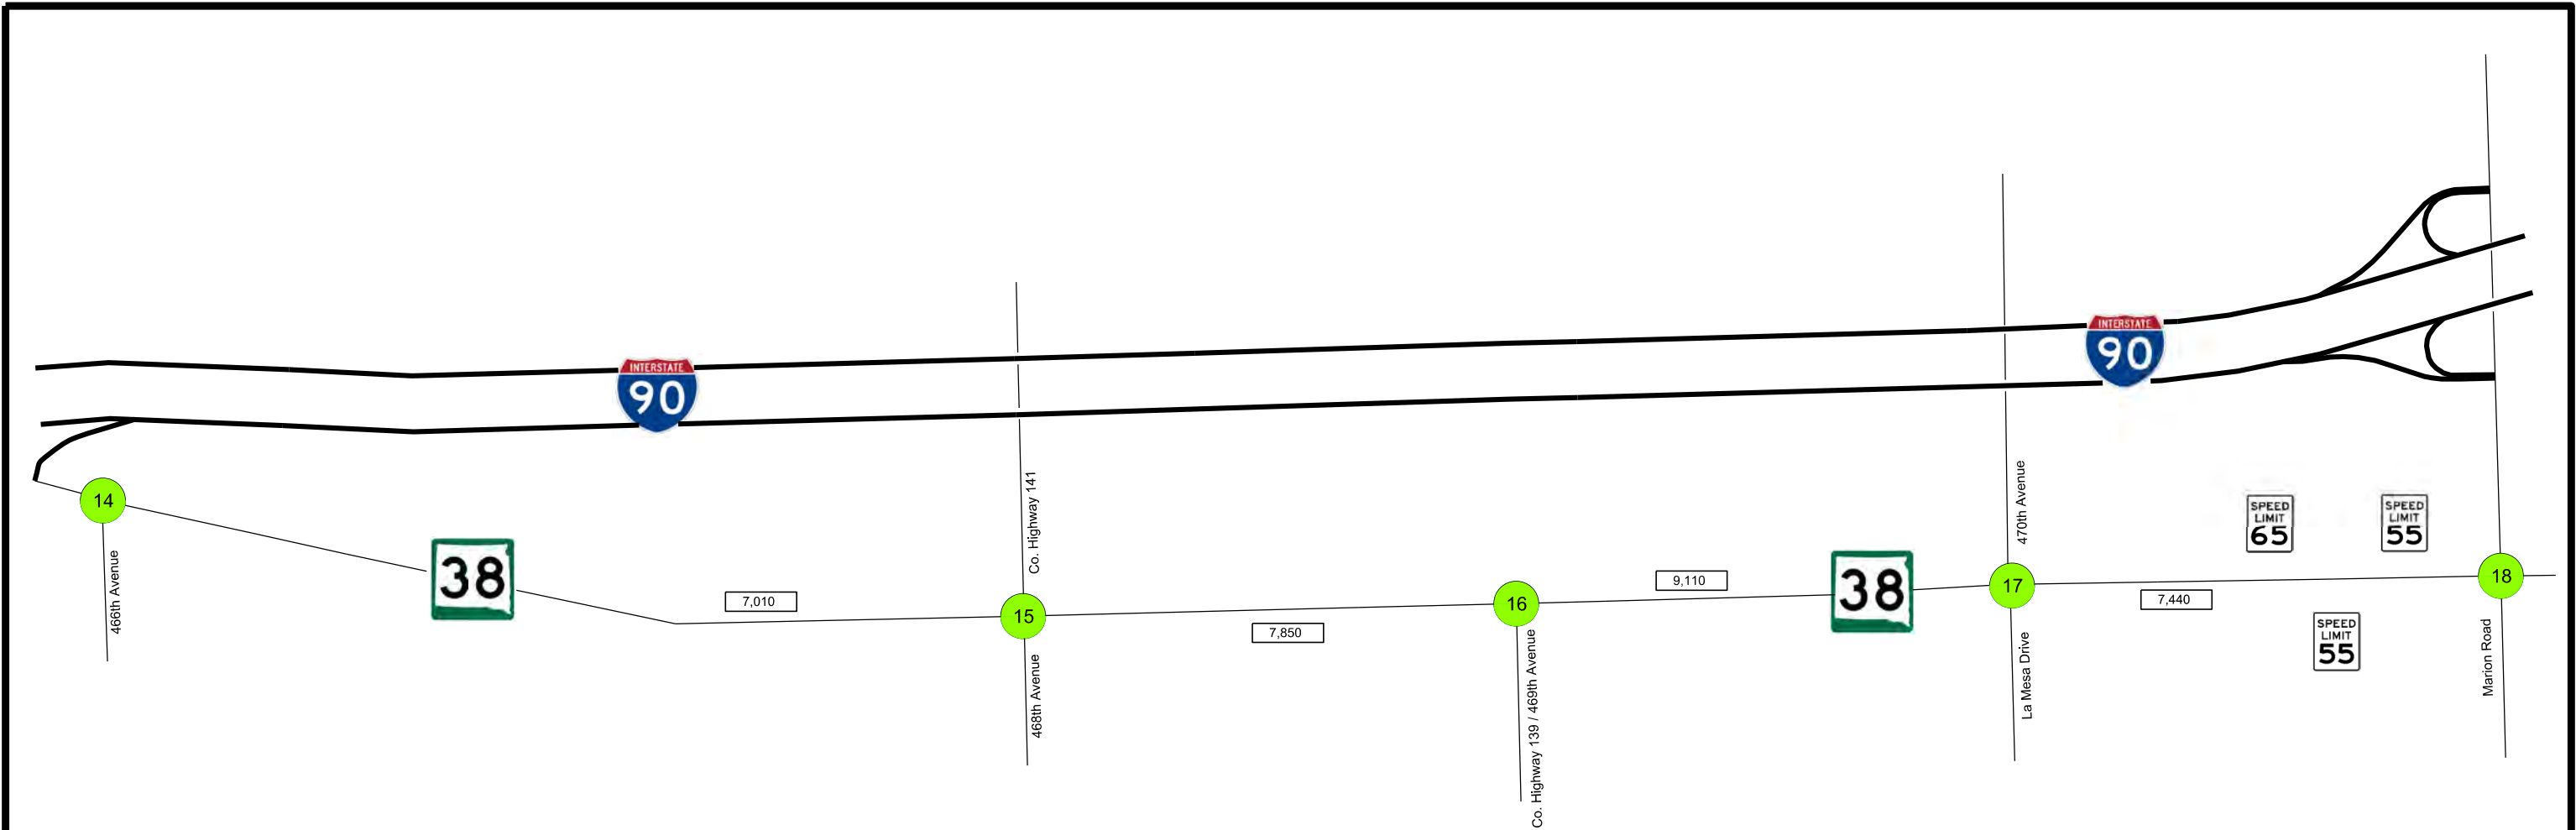 INTERSTATE
90
INTERSTATE
90
14
466th Avenue
38
7,010
Co. Highway 141
15
468th Avenue
7,850
16
Co. Highway 139 / 469th Avenue
9,110
38
470th Avenue
17
La Mesa Drive
7,440
SPEED
LIMIT
65
SPEED
LIMIT
55
SPEED
LIMIT
55
18
Marion Road